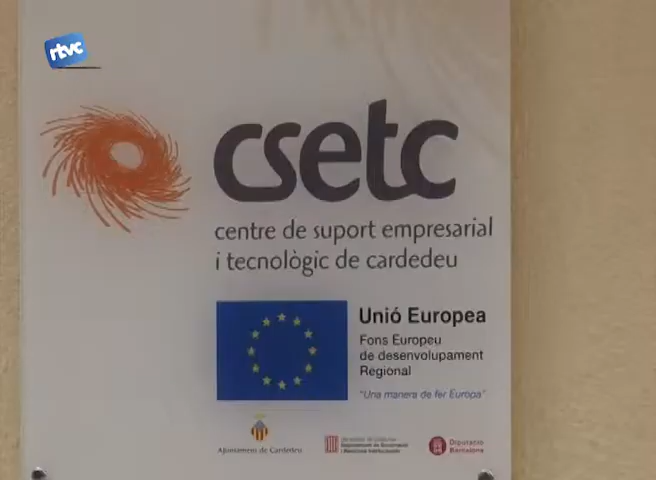 rtvc
csetc
centre de suport empresarial
i tecnològic de cardedeu
Unió Europea
Fons Europeu
de desenvolupament
Regional
"Una manera de fer Europa"
Ajuntament de Cardedeu
Diputació
Barcelona